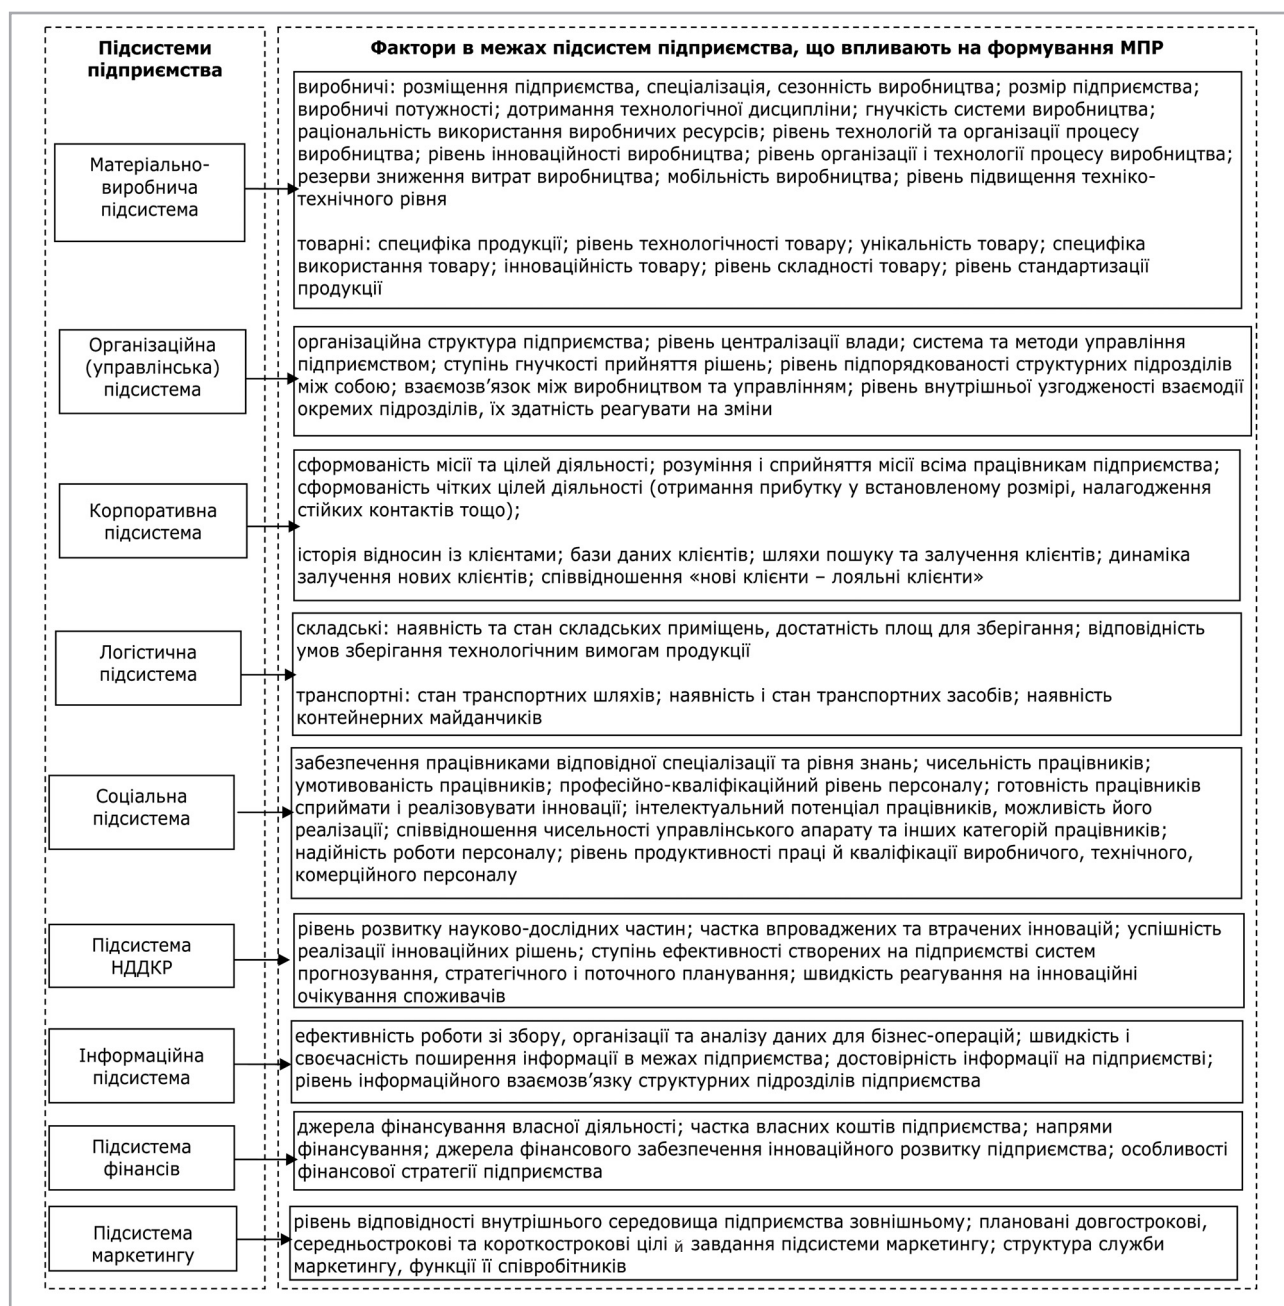 Підсистеми
підприємства
Фактори в межах підсистем підприємства, що впливають на формування МПР
Матеріально-
виробнича
підсистема
виробничі: розміщення підприємства, спеціалізація, сезонність виробництва; розмір підприємства;
виробничі потужності; дотримання технологічної дисципліни; гнучкість системи виробництва;
раціональність використання виробничих ресурсів; рівень технологій та організації процесу
виробництва; рівень інноваційності виробництва; рівень організації і технології процесу виробництва;
резерви зниження витрат виробництва; мобільність виробництва; рівень підвищення техніко-
технічного рівня
товарні: специфіка продукції; рівень технологічності товару; унікальність товару; специфіка
використання товару; інноваційність товару; рівень складності товару; рівень стандартизації
продукції
Організаційна
(управлінська)
підсистема
організаційна структура підприємства; рівень централізації влади; система та методи управління
підприємством; ступінь гнучкості прийняття рішень; рівень підпорядкованості структурних підрозділів
між собою; взаємозв’язок між виробництвом та управлінням; рівень внутрішньої узгодженості взаємодії
окремих підрозділів, їх здатність реагувати на зміни
Корпоративна
підсистема
сформованість місії та цілей діяльності; розуміння і сприйняття місії всіма працівникам підприємства;
сформованість чітких цілей діяльності (отримання прибутку у встановленому розмірі, налагодження
стійких контактів тощо);
історія відносин із клієнтами; бази даних клієнтів; шляхи пошуку та залучення клієнтів; динаміка
залучення нових клієнтів; співвідношення «нові клієнти – лояльні клієнти»
Логістична
підсистема
складські: наявність та стан складських приміщень, достатність площ для зберігання; відповідність
умов зберігання технологічним вимогам продукції
транспортні: стан транспортних шляхів; наявність і стан транспортних засобів; наявність
контейнерних майданчиків
Соціальна
підсистема
забезпечення працівниками відповідної спеціалізації та рівня знань; чисельність працівників;
умотивованість працівників; професійно-кваліфікаційний рівень персоналу; готовність працівників
сприймати і реалізовувати інновації; інтелектуальний потенціал працівників, можливість його
реалізації; співвідношення чисельності управлінського апарату та інших категорій працівників;
надійність роботи персоналу; рівень продуктивності праці й кваліфікації виробничого, технічного,
комерційного персоналу
Підсистема
НДДКР
рівень розвитку науково-дослідних частин; частка впроваджених та втрачених інновацій; успішність
реалізації інноваційних рішень; ступінь ефективності створених на підприємстві систем
прогнозування, стратегічного і поточного планування; швидкість реагування на інноваційні
очікування споживачів
Інформаційна
підсистема
ефективність роботи зі збору, організації та аналізу даних для бізнес-операцій; швидкість і
своєчасність поширення інформації в межах підприємства; достовірність інформації на підприємстві;
рівень інформаційного взаємозв’язку структурних підрозділів підприємства
Підсистема
фінансів
джерела фінансування власної діяльності; частка власних коштів підприємства; напрями
фінансування; джерела фінансового забезпечення інноваційного розвитку підприємства; особливості
фінансової стратегії підприємства
Підсистема
маркетингу
рівень відповідності внутрішнього середовища підприємства зовнішньому; плановані довгострокові,
середньострокові та короткострокові цілі й завдання підсистеми маркетингу; структура служби
маркетингу, функції її співробітників